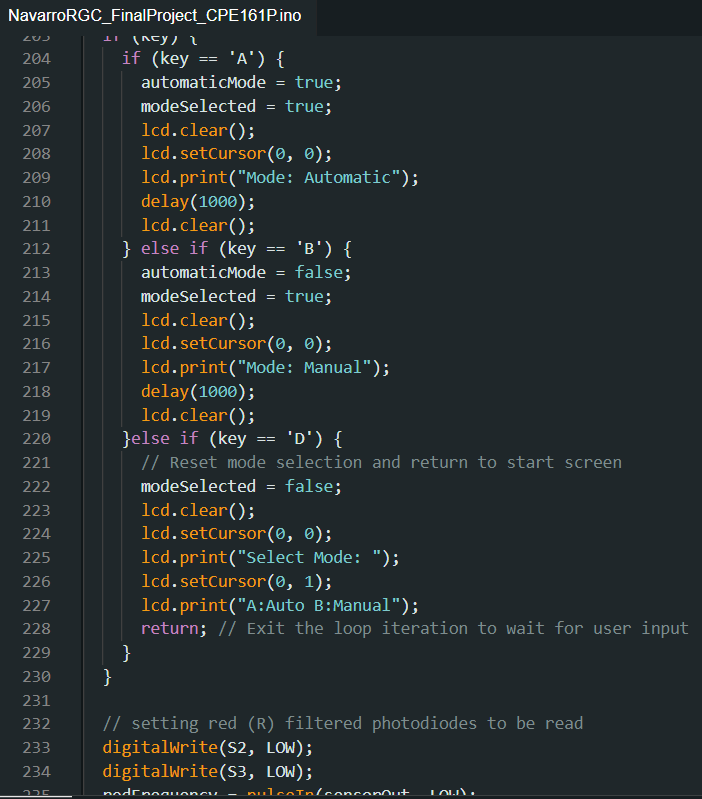 NavarroRGC_FinalProject_CPE161P.ino
203 if (key) {
204 if (key == 'A') {
205 automaticMode = true;
206 modeSelected = true;
207 lcd.clear();
208 lcd.setCursor(0, 0);
209 lcd.print("Mode: Automatic");
210 delay(1000);
211 lcd.clear();
212 } else if (key == 'B') {
213 automaticMode = false;
214 modeSelected = true;
215 lcd.clear();
216 lcd.setCursor(0, 0);
217 lcd.print("Mode: Manual");
218 delay(1000);
219 lcd.clear();
220 }else if (key == 'D') {
221 // Reset mode selection and return to start screen
222 modeSelected = false;
223 lcd.clear();
224 lcd.setCursor(0, 0);
225 lcd.print("Select Mode: ");
226 lcd.setCursor(0, 1);
227 lcd.print("A:Auto B:Manual");
228 return; // Exit the loop iteration to wait for user input
229 }
230 }
231
232 // setting red (R) filtered photodiodes to be read
233 digitalWrite(S2, LOW);
234 digitalWrite(S3, LOW);
235 redFrequency = pulseIn(sensorOut, LOW);